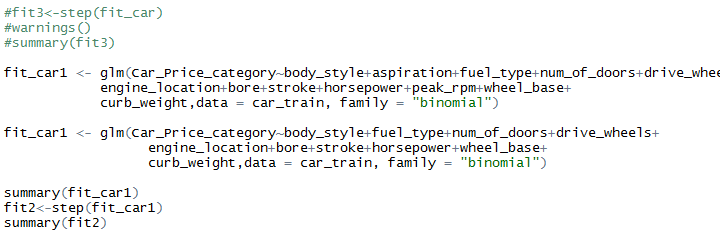 #fit3<-step(fit_car)
#warnings()
#summary(fit3)
fit_car1 <- glm(Car_Price_category~body_style+aspiration+fuel_type+num_of_doors+drive_whee
engine_location+bore+stroke+horsepower+peak_rpm+wheel_base+
curb_weight,data = car_train, family = "binomial")
fit_car1 <- glm(Car_Price_category~body_style+fuel_type+num_of_doors+drive_wheels+
engine_location+bore+stroke+horsepower+wheel_base+
curb_weight,data = car_train, family = "binomial")
summary(fit_car1)
fit2<-step(fit_car1)
summary(fit2)